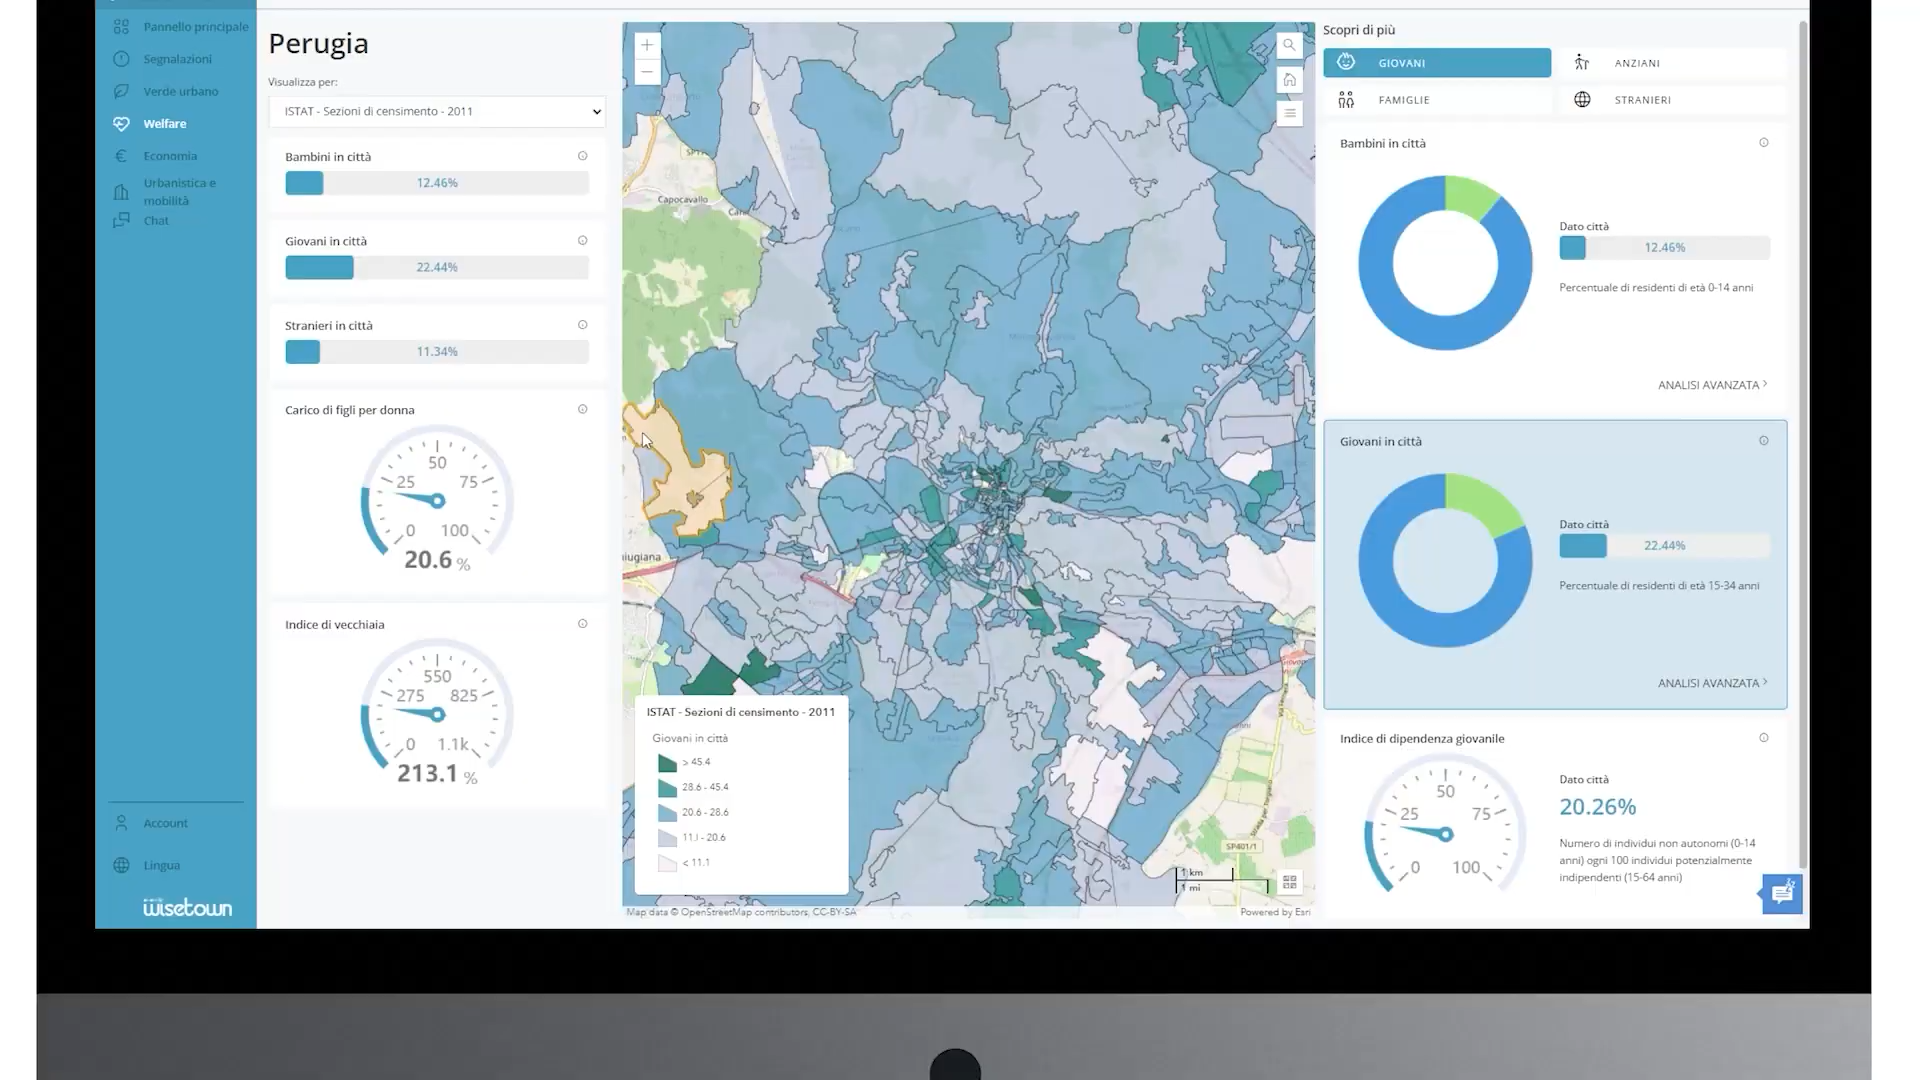 Pannello principale
Segnalazioni
Verde urbano
Welfare
Economia
Urbanistica e
mobilità
Chat
Account
Lingua
wisetown
Perugia
Visualizza per:
ISTAT - Sezioni di censimento - 2011
Bambini in città
12.46%
Giovani in città
22.44%
Stranieri in città
11.34%
Carico di figli per donna
50
25
75
0
100
20.6 %
Indice di vecchiaia
550
275
825
0
1.1k
213.1 %
Capocavallo
ISTAT - Sezioni di censimento - 2011
Giovani in città
> 45.4
28.6 - 45.4
20.6 - 28.6
11.1 - 20.6
< 11.1
SP401/1
1 km
1 mi
Map data © OpenStreetMap contributors, CC-BY-SA
Powered by Esri
Scopri di più
GIOVANI
ANZIANI
FAMIGLIE
STRANIERI
Bambini in città
Dato città
12.46%
Percentuale di residenti di età 0-14 anni
ANALISI AVANZATA >
Giovani in città
Dato città
22.44%
Percentuale di residenti di età 15-34 anni
ANALISI AVANZATA >
Indice di dipendenza giovanile
50
25
75
0
100
Dato città
20.26%
Numero di individui non autonomi (0-14
anni) ogni 100 individui potenzialmente
indipendenti (15-64 anni)